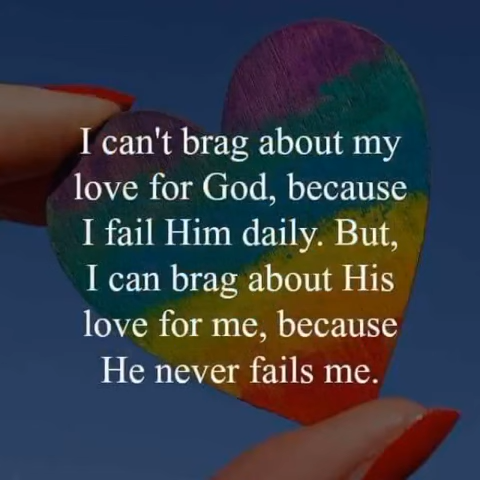 I can't brag about my
love for God, because
I fail Him daily. But,
I can brag about His
love for me, because
He never fails me.